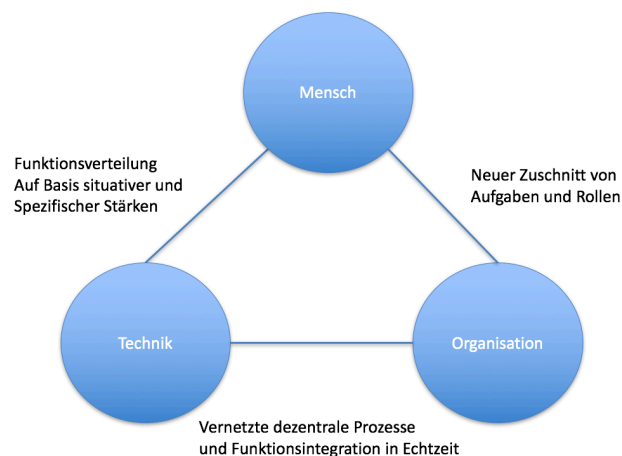 Mensch
Funktionsverteilung
Auf Basis situativer und
Spezifischer Stärken
Neuer Zuschnitt von
Aufgaben und Rollen
Technik
Organisation
Vernetzte dezentrale Prozesse
und Funktionsintegration in Echtzeit